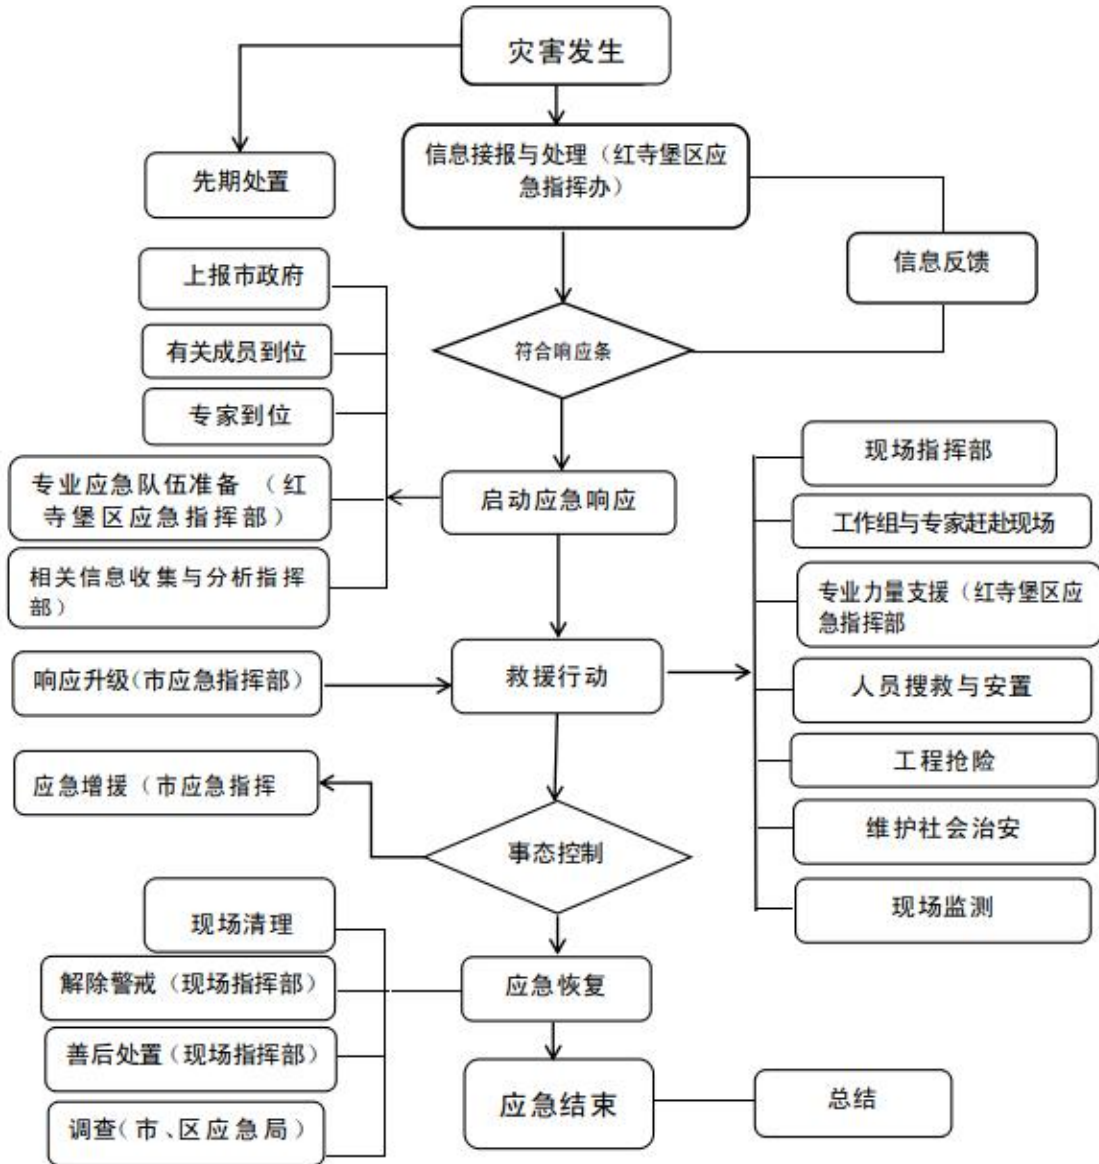 灾害发生
信息接报与处理（红寺堡区应
急指挥办）
先期处置
信息反馈
上报市政府
有关成员到位
符合响应条
专家到位
现场指挥部
专业应急队伍准备 （红
寺堡区应急指挥部）
启动应急响应
工作组与专家赶赴现场
相关信息收集与分析指挥
部）
专业力量支援（红寺堡区应
急指挥部
响应升级(市应急指挥部）
救援行动
人员搜救与安置
应急增援（市应急指挥
工程抢险
事态控制
维护社会治安
现场清理
现场监测
解除警戒（现场指挥部）
应急恢复
善后处置（现场指挥部）
应急结束
总结
调查(市、区应急局）